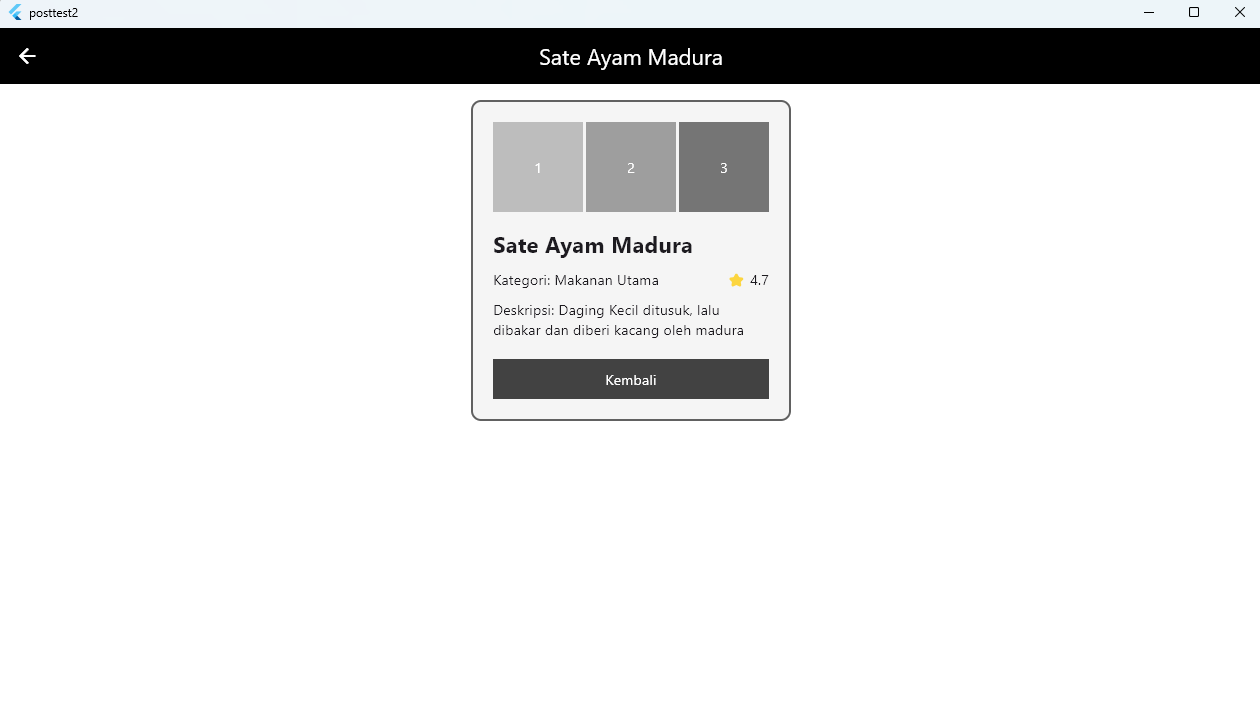 posttest2
Sate Ayam Madura
1 2 3
Sate Ayam Madura
Kategori: Makanan Utama 4.7
Deskripsi: Daging Kecil ditusuk, lalu
dibakar dan diberi kacang oleh madura
Kembali